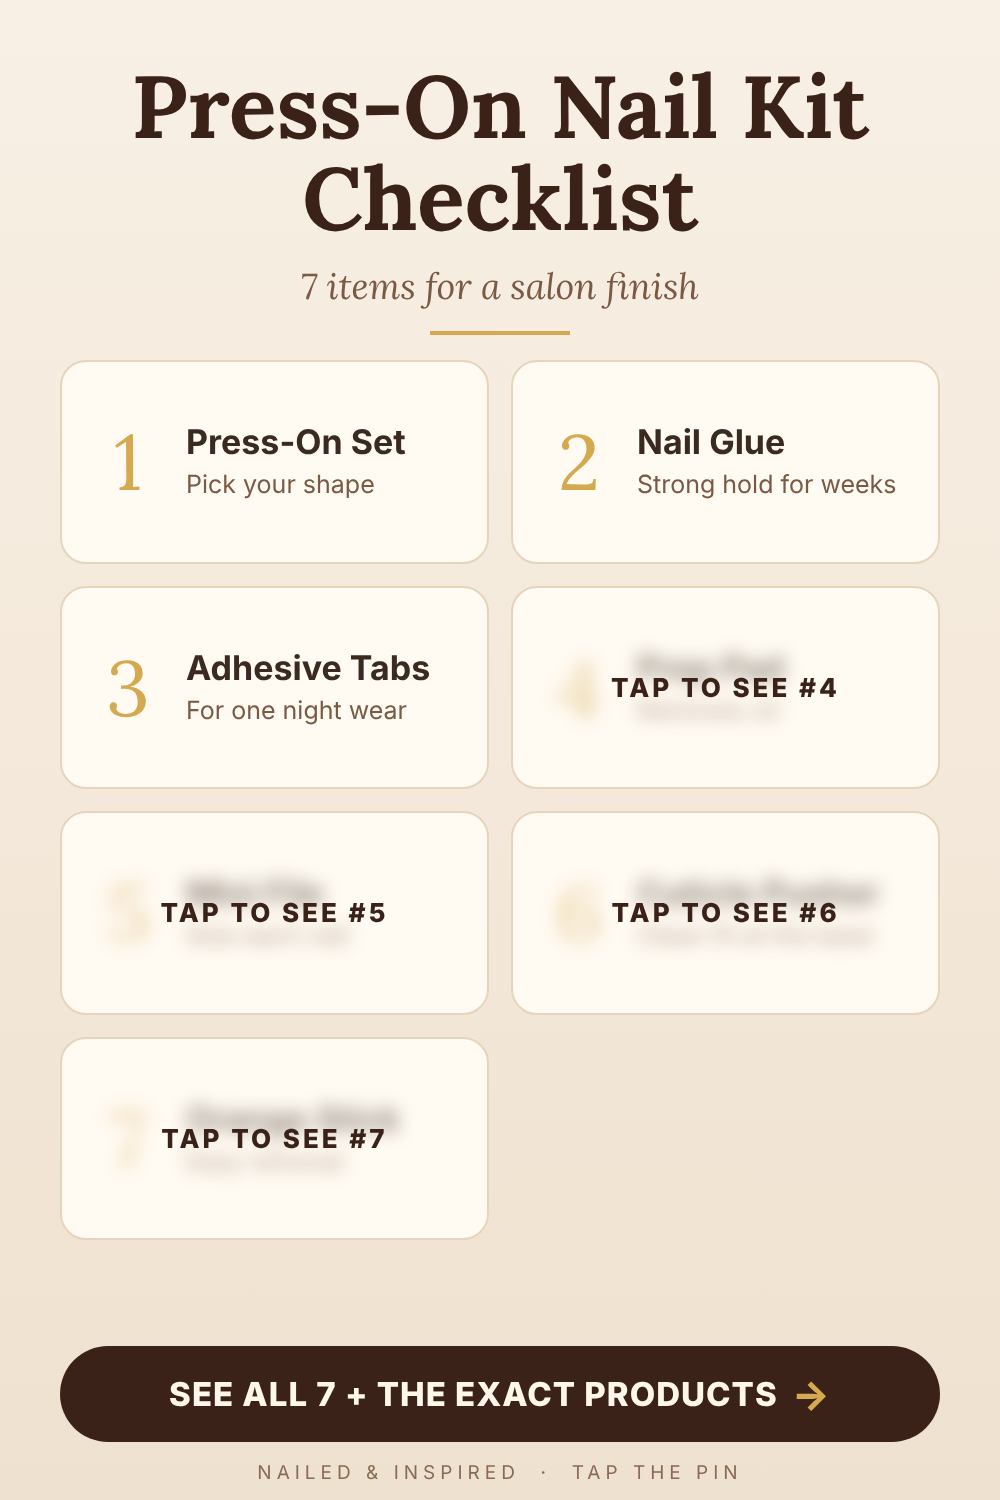 Press-On Nail Kit
Checklist
7 items for a salon finish
1
Press-On Set
Pick your shape
2
Nail Glue
Strong hold for weeks
3
Adhesive Tabs
For one night wear
TAP TO SEE #4
TAP TO SEE #5
TAP TO SEE #6
TAP TO SEE #7
SEE ALL 7 + THE EXACT PRODUCTS →
NAILED & INSPIRED · TAP THE PIN